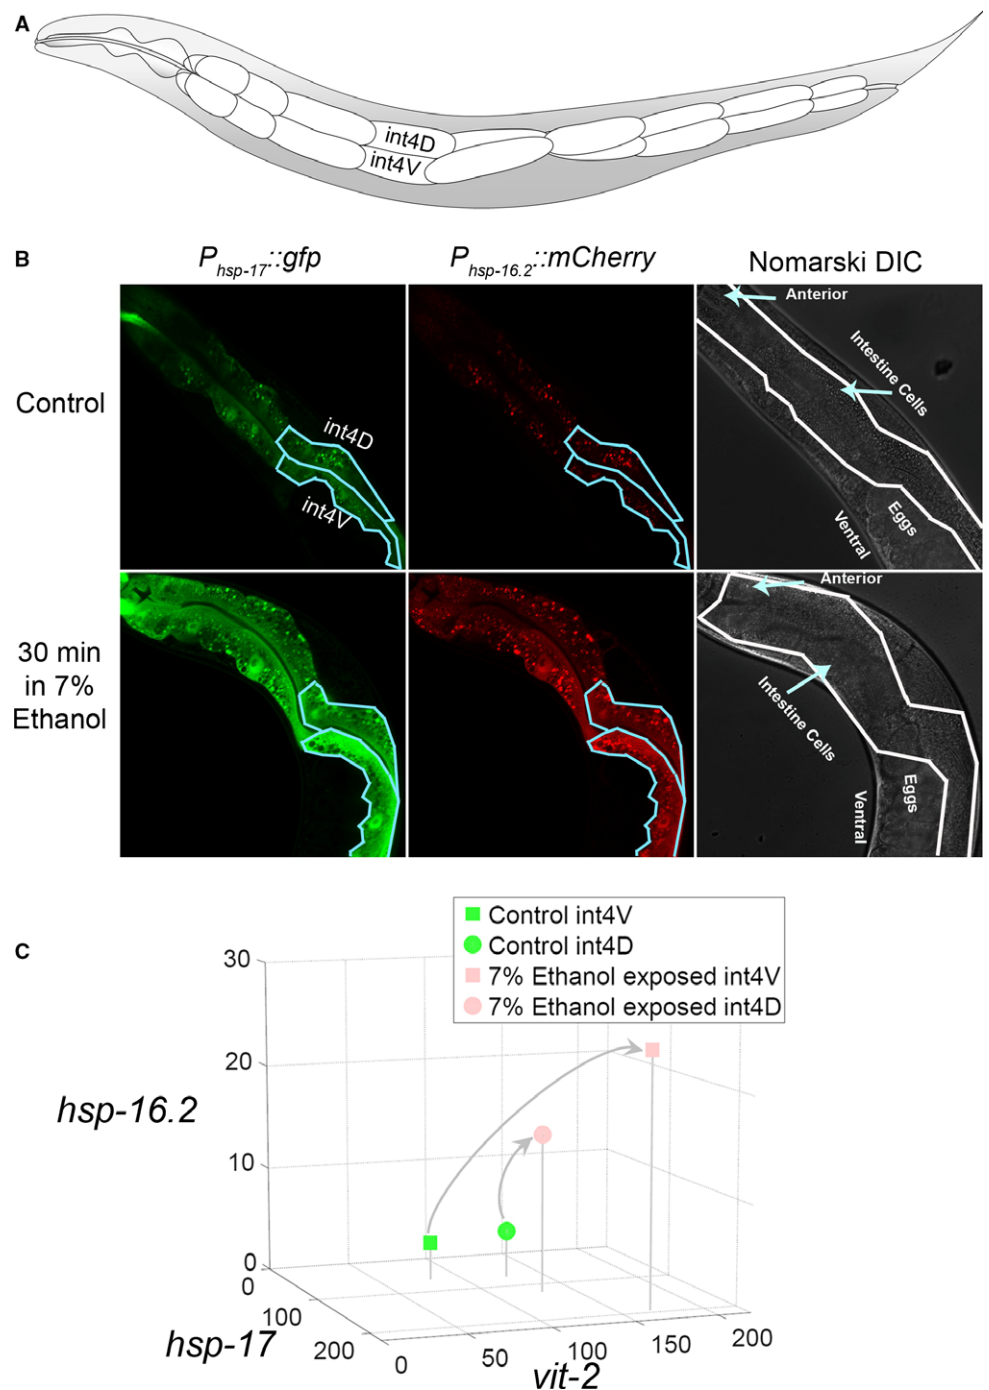 A
int4D
int4V
B
P_hsp-17::gfp
P_hsp-16.2::mCherry
Nomarski DIC
Control
int4D
int4V
Anterior
Intestine Cells
Eggs
Ventral
30 min
in 7%
Ethanol
Anterior
Intestine Cells
Eggs
Ventral
C
Control int4V
Control int4D
7% Ethanol exposed int4V
7% Ethanol exposed int4D
30
20
10
0
hsp-16.2
0
100
200
hsp-17
0
50
100
150
200
vit-2